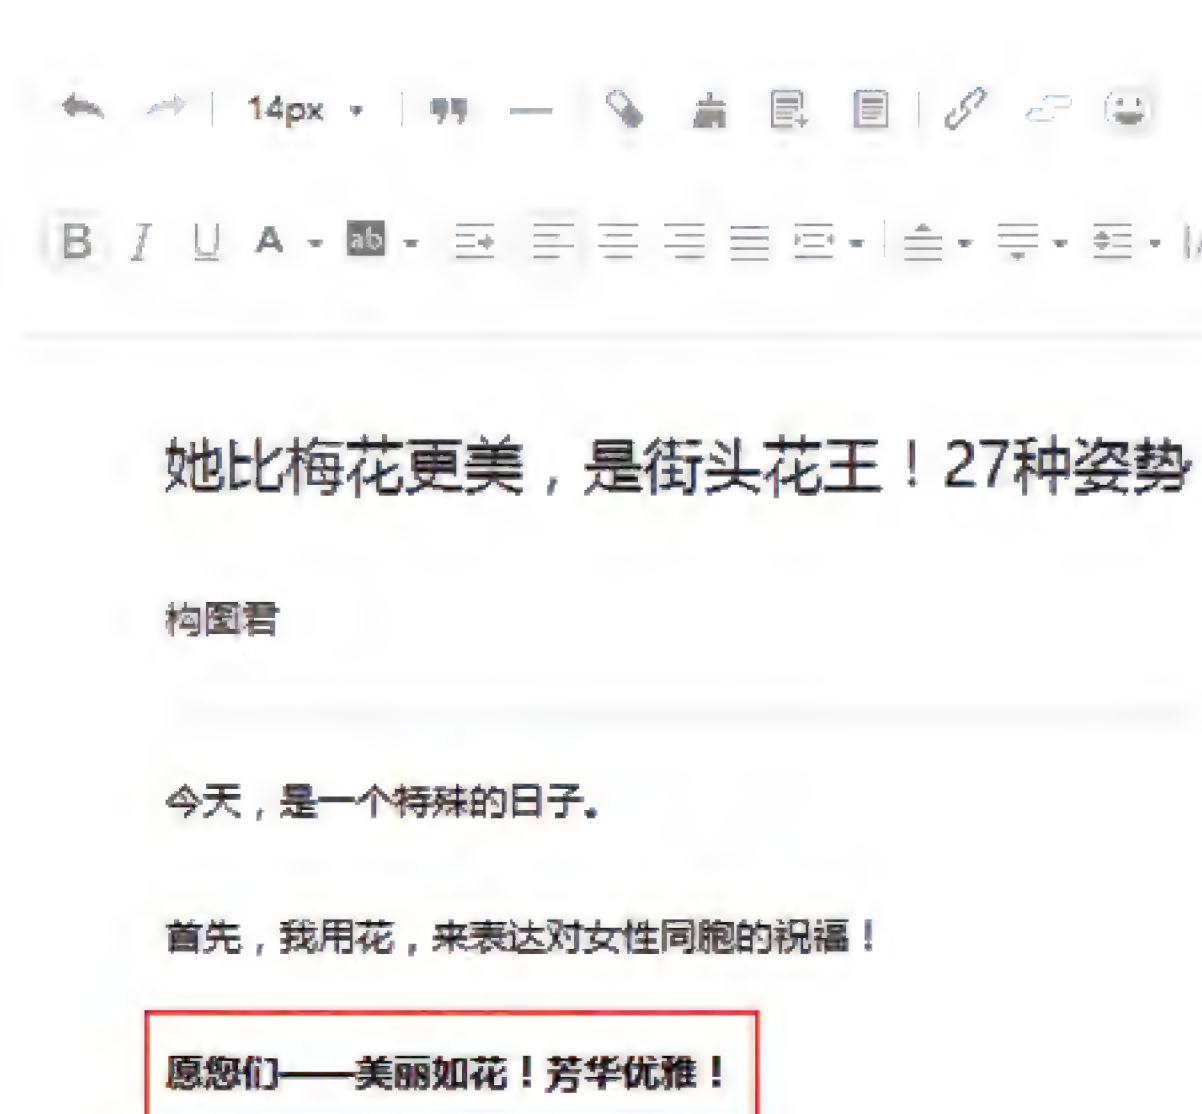 14px
B I U A ab
她比梅花更美，是街头花王！27种姿势
构图君
今天，是一个特殊的日子。
首先，我用花，来表达对女性同胞的祝福！
愿您们——美丽如花！芳华优雅！